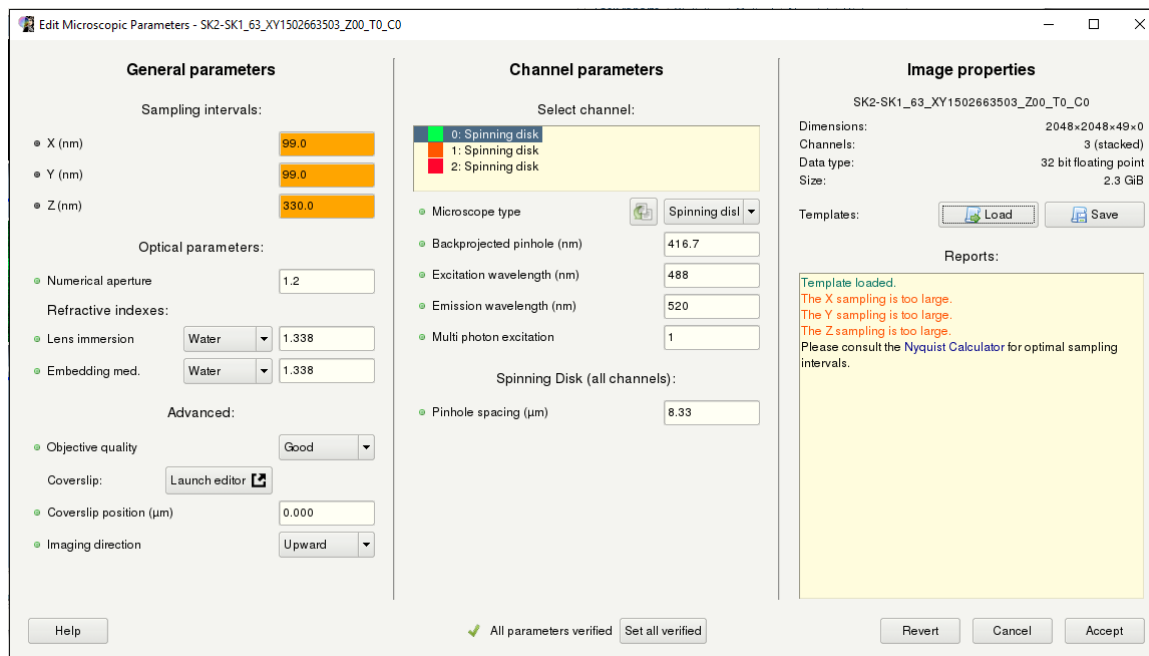 Edit Microscopic Parameters - SK2-SK1_63_XY1502663503_Z00_T0_C0
General parameters
Sampling intervals:
X (nm) 99.0
Y (nm) 99.0
Z (nm) 330.0
Optical parameters:
Numerical aperture 1.2
Refractive indexes:
Lens immersion Water 1.338
Embedding med. Water 1.338
Advanced:
Objective quality Good
Coverslip: Launch editor
Coverslip position (µm) 0.000
Imaging direction Upward
Channel parameters
Select channel:
0: Spinning disk
1: Spinning disk
2: Spinning disk
Microscope type Spinning disl
Backprojected pinhole (nm) 416.7
Excitation wavelength (nm) 488
Emission wavelength (nm) 520
Multi photon excitation 1
Spinning Disk (all channels):
Pinhole spacing (µm) 8.33
Image properties
SK2-SK1_63_XY1502663503_Z00_T0_C0
Dimensions: 2048×2048×49×0
Channels: 3 (stacked)
Data type: 32 bit floating point
Size: 2.3 GiB
Templates: Load Save
Reports:
Template loaded.
The X sampling is too large.
The Y sampling is too large.
The Z sampling is too large.
Please consult the Nyquist Calculator for optimal sampling
intervals.
Help All parameters verified Set all verified Revert Cancel Accept